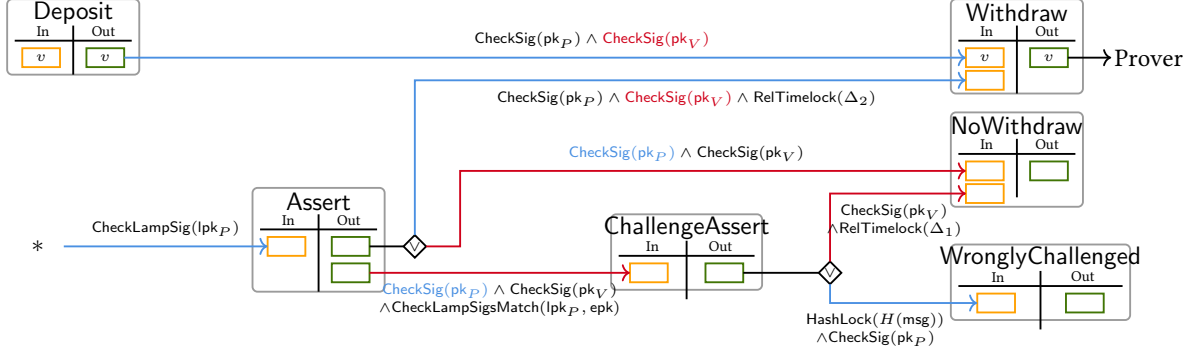 Deposit
In Out
v v
CheckSig(pk_P) ∧ CheckSig(pk_V)
Withdraw
In Out
v v
Prover
CheckSig(pk_P) ∧ CheckSig(pk_V) ∧ RelTimelock(Δ_2)
NoWithdraw
In Out
CheckSig(pk_P) ∧ CheckSig(pk_V)
*
CheckLampSig(lpk_P)
Assert
In Out
∨
CheckSig(pk_P) ∧ CheckSig(pk_V)
∧CheckLampSigsMatch(lpk_P, epk)
ChallengeAssert
In Out
∨
CheckSig(pk_V)
∧RelTimelock(Δ_1)
WronglyChallenged
In Out
HashLock(H(msg))
∧CheckSig(pk_P)